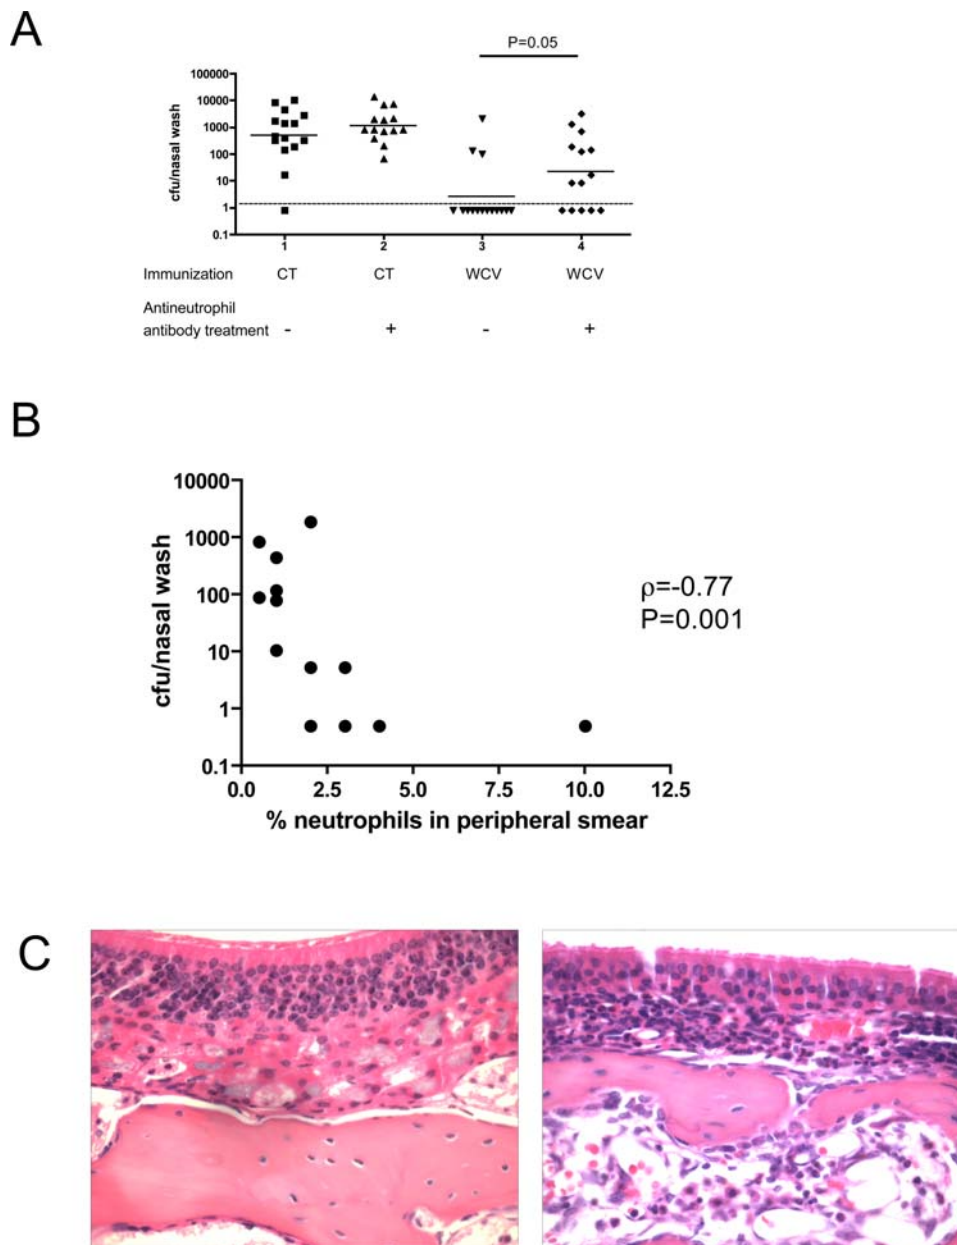 A
P=0.05
cfu/nasal wash
100000
10000
1000
100
10
1
0.1
1 2 3 4
Immunization CT CT WCV WCV
Antineutrophil
antibody treatment - + - +
B
cfu/nasal wash
10000
1000
100
10
1
0.1
0.0 2.5 5.0 7.5 10.0 12.5
% neutrophils in peripheral smear
ρ=-0.77
P=0.001
C